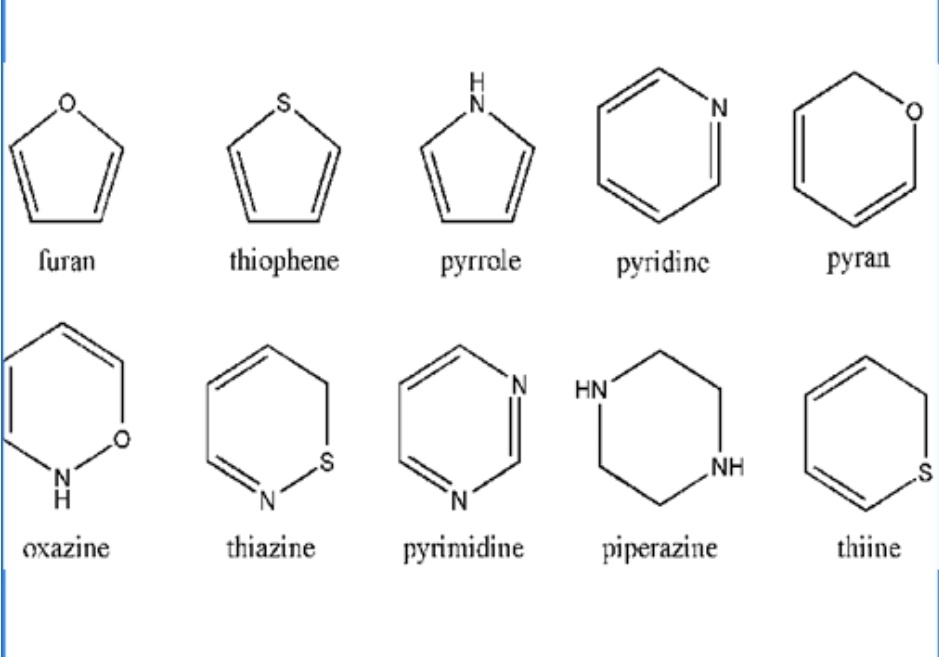 O S H
N N O
furan thiophene pyrrole pyridine pyran
O
N
H
S
N
N
N
HN
NH
S
oxazine thiazine pyrimidine piperazine thiine